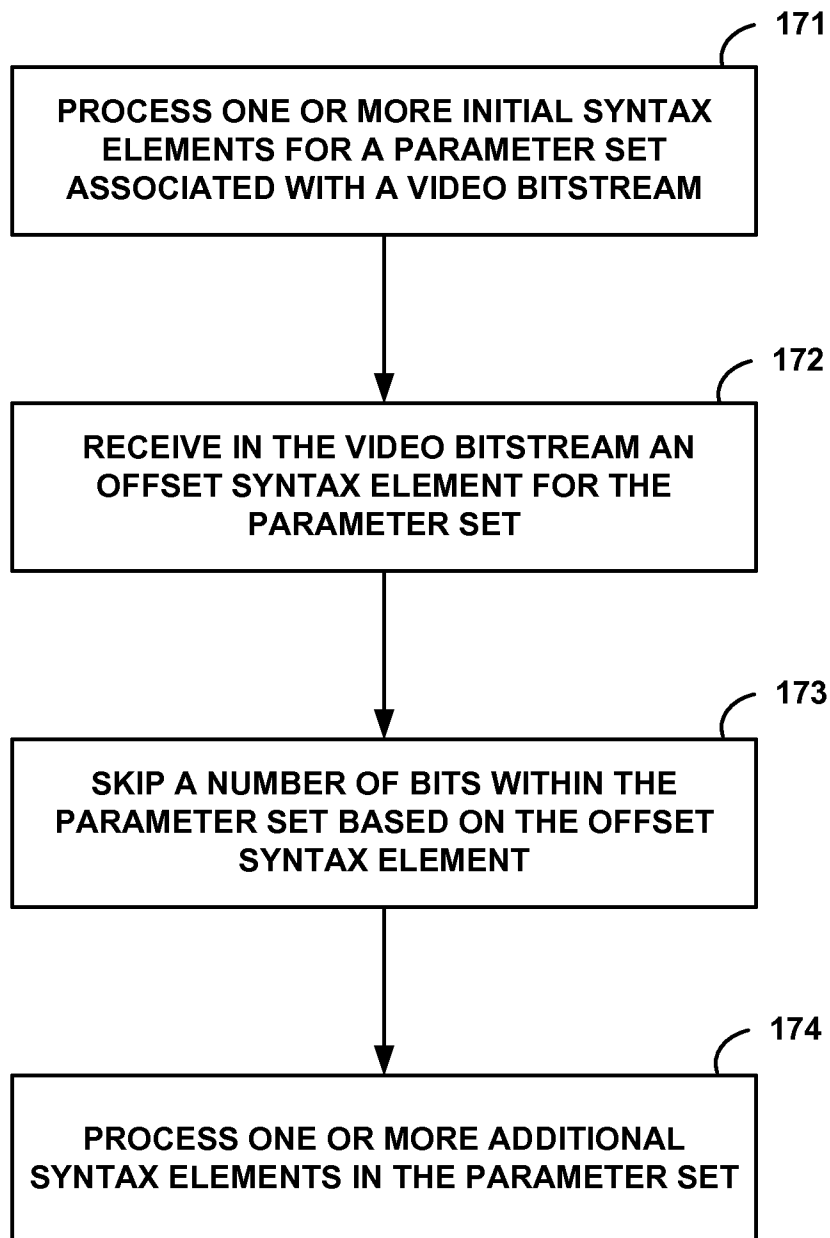 171
PROCESS ONE OR MORE INITIAL SYNTAX
ELEMENTS FOR A PARAMETER SET
ASSOCIATED WITH A VIDEO BITSTREAM
172
RECEIVE IN THE VIDEO BITSTREAM AN
OFFSET SYNTAX ELEMENT FOR THE
PARAMETER SET
173
SKIP A NUMBER OF BITS WITHIN THE
PARAMETER SET BASED ON THE OFFSET
SYNTAX ELEMENT
174
PROCESS ONE OR MORE ADDITIONAL
SYNTAX ELEMENTS IN THE PARAMETER SET